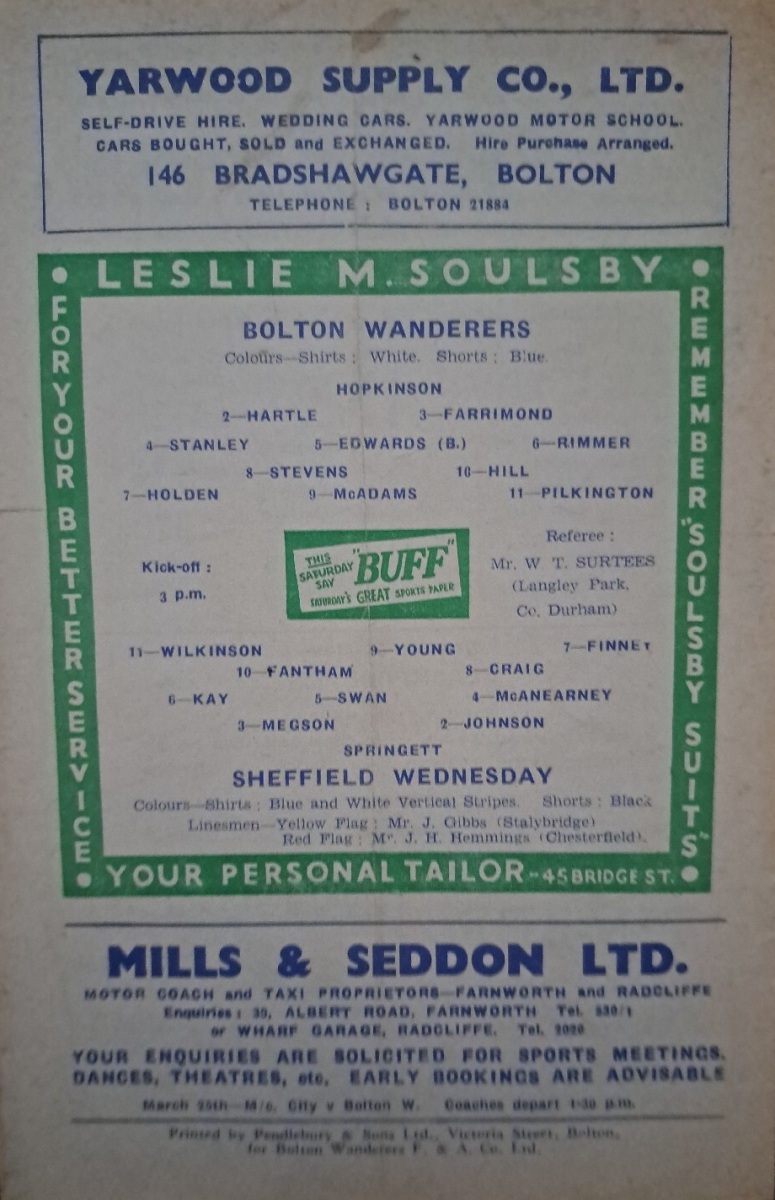 YARWOOD SUPPLY CO., LTD.
SELF-DRIVE HIRE. WEDDING CARS. YARWOOD MOTOR SCHOOL.
CARS BOUGHT, SOLD and EXCHANGED. Hire Purchase Arranged.
146 BRADSHAWGATE, BOLTON
TELEPHONE : BOLTON 21884
LESLIE M. SOULSBY
FOR YOUR BETTER SERVICE
REMEMBER "SOULSBY SUITS"
BOLTON WANDERERS
Colours—Shirts : White. Shorts : Blue.
HOPKINSON
2—HARTLE 3—FARRIMOND
4—STANLEY 5—EDWARDS (B.) 6—RIMMER
8—STEVENS 10—HILL
7—HOLDEN 9—McADAMS 11—PILKINGTON
Kick-off :
3 p.m.
THIS
SATURDAY
SAY
"BUFF"
SATURDAY'S GREAT SPORTS PAPER
Referee :
Mr. W. T. SURTEES
(Langley Park,
Co. Durham)
11—WILKINSON 9—YOUNG 7—FINNEY
10—FANTHAM 8—CRAIG
6—KAY 5—SWAN 4—McANEARNEY
3—MEGSON 2—JOHNSON
SPRINGETT
SHEFFIELD WEDNESDAY
Colours—Shirts : Blue and White Vertical Stripes. Shorts : Black
Linesmen—Yellow Flag : Mr. J. Gibbs (Stalybridge)
Red Flag : Mr. J. H. Hemmings (Chesterfield).
YOUR PERSONAL TAILOR - 45 BRIDGE ST.
MILLS & SEDDON LTD.
MOTOR COACH and TAXI PROPRIETORS—FARNWORTH and RADCLIFFE
Enquiries : 35, ALBERT ROAD, FARNWORTH Tel.
or WHARF GARAGE, RADCLIFFE. Tel.
YOUR ENQUIRIES ARE SOLICITED FOR SPORTS MEETINGS,
DANCES, THEATRES, etc. EARLY BOOKINGS ARE ADVISABLE
March 25th—M/c. City v Bolton W. Coaches depart 1-30 p.m.
Printed by Pendlebury & Sons Ltd., Victoria Street, Bolton,
for Bolton Wanderers F. & A. Co. Ltd.